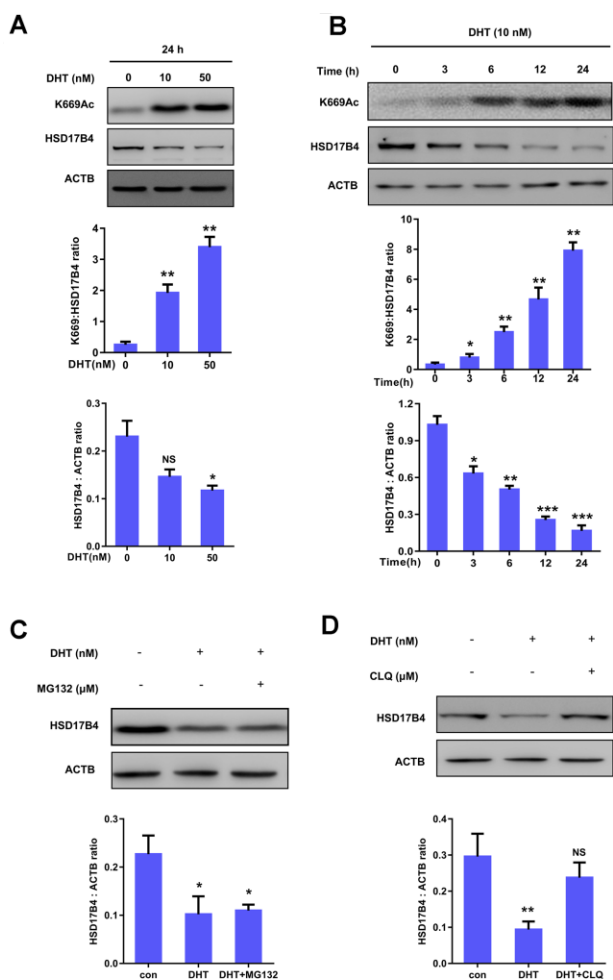 A
24 h
DHT (nM) 0 10 50
K669Ac
HSD17B4
ACTB
K669:HSD17B4 ratio
4
3
2
1
0
** **
DHT(nM) 0 10 50
HSD17B4 : ACTB ratio
0.3
0.2
0.1
0.0
NS *
DHT(nM) 0 10 50
B
DHT (10 nM)
Time (h) 0 3 6 12 24
K669Ac
HSD17B4
ACTB
K669:HSD17B4 ratio
10
8
6
4
2
0
* ** ** **
Time(h) 0 3 6 12 24
HSD17B4 : ACTB ratio
1.5
1.2
0.9
0.6
0.3
0.0
* ** *** ***
Time(h) 0 3 6 12 24
C
DHT (nM) - + +
MG132 (μM) - - +
HSD17B4
ACTB
HSD17B4 : ACTB ratio
0.3
0.2
0.1
0.0
* *
con DHT DHT+MG132
D
DHT (nM) - + +
CLQ (μM) - - +
HSD17B4
ACTB
HSD17B4 : ACTB ratio
0.4
0.3
0.2
0.1
0.0
** NS
con DHT DHT+CLQ